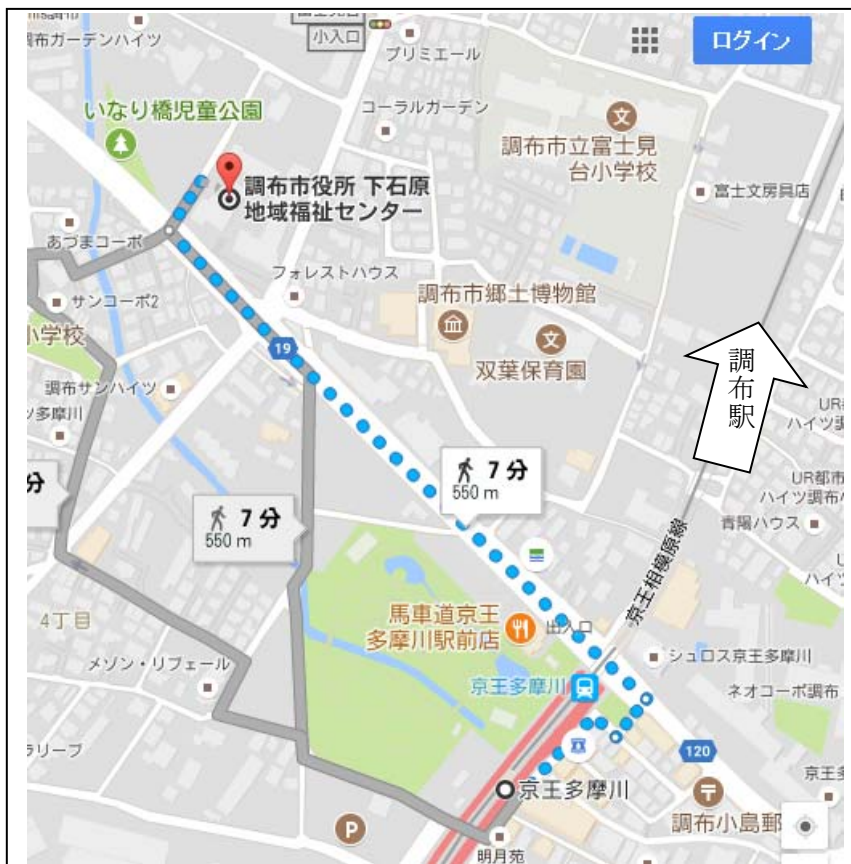 調布ガーデンハイツ
小入口
プリミエール
ログイン
いなり橋児童公園
コーラルガーデン
調布市立富士見
台小学校
調布市役所 下石原
地域福祉センター
富士文房具店
あづまコーポ
フォレストハウス
サンコーポ2
調布市郷土博物館
小学校
19
双葉保育園
調布駅
調布サンハイツ
ツ多摩川
UR都
ハイツ調
7 分
550 m
分
7 分
550 m
UR都市
ハイツ調布
青陽ハウス
京王相模原線
ハイ
4丁目
馬車道京王
多摩川駅前店
出入口
シュロス京王多摩川
メゾン・リブェール
京王多摩川
ネオコーポ調布
ラリーブ
120
京王多摩川
京王
多
調布小島郵
P
明月苑